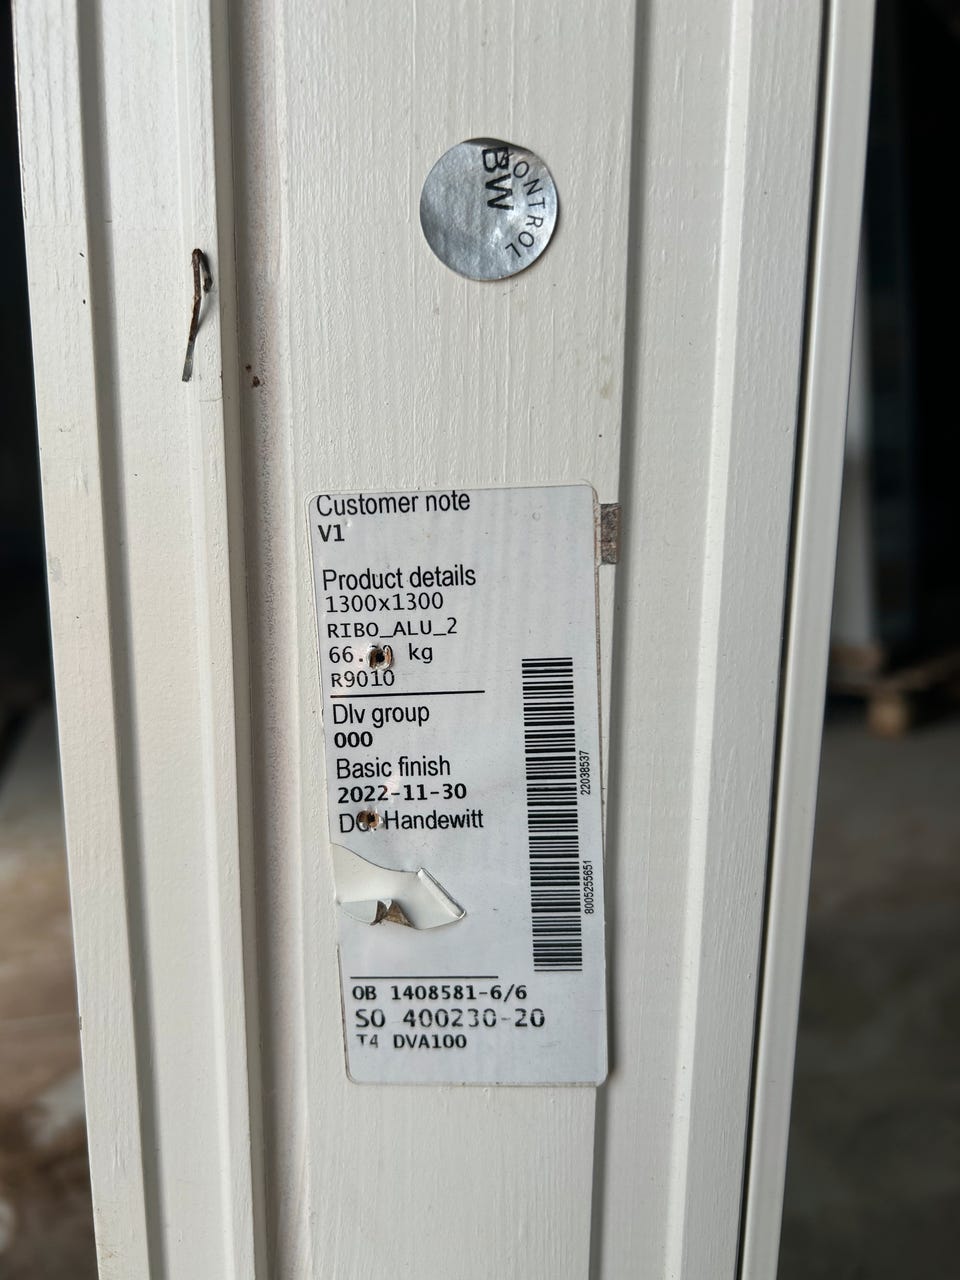 BW
CONTROL
Customer note
V1
Product details
1300x1300
RIBO_ALU_2
kg
R9010
Dlv group
000
Basic finish
2022-11-30
Handewitt
22038537
8005255651
OB 1408581-6/6
SO 400230-20
T4 DVA100